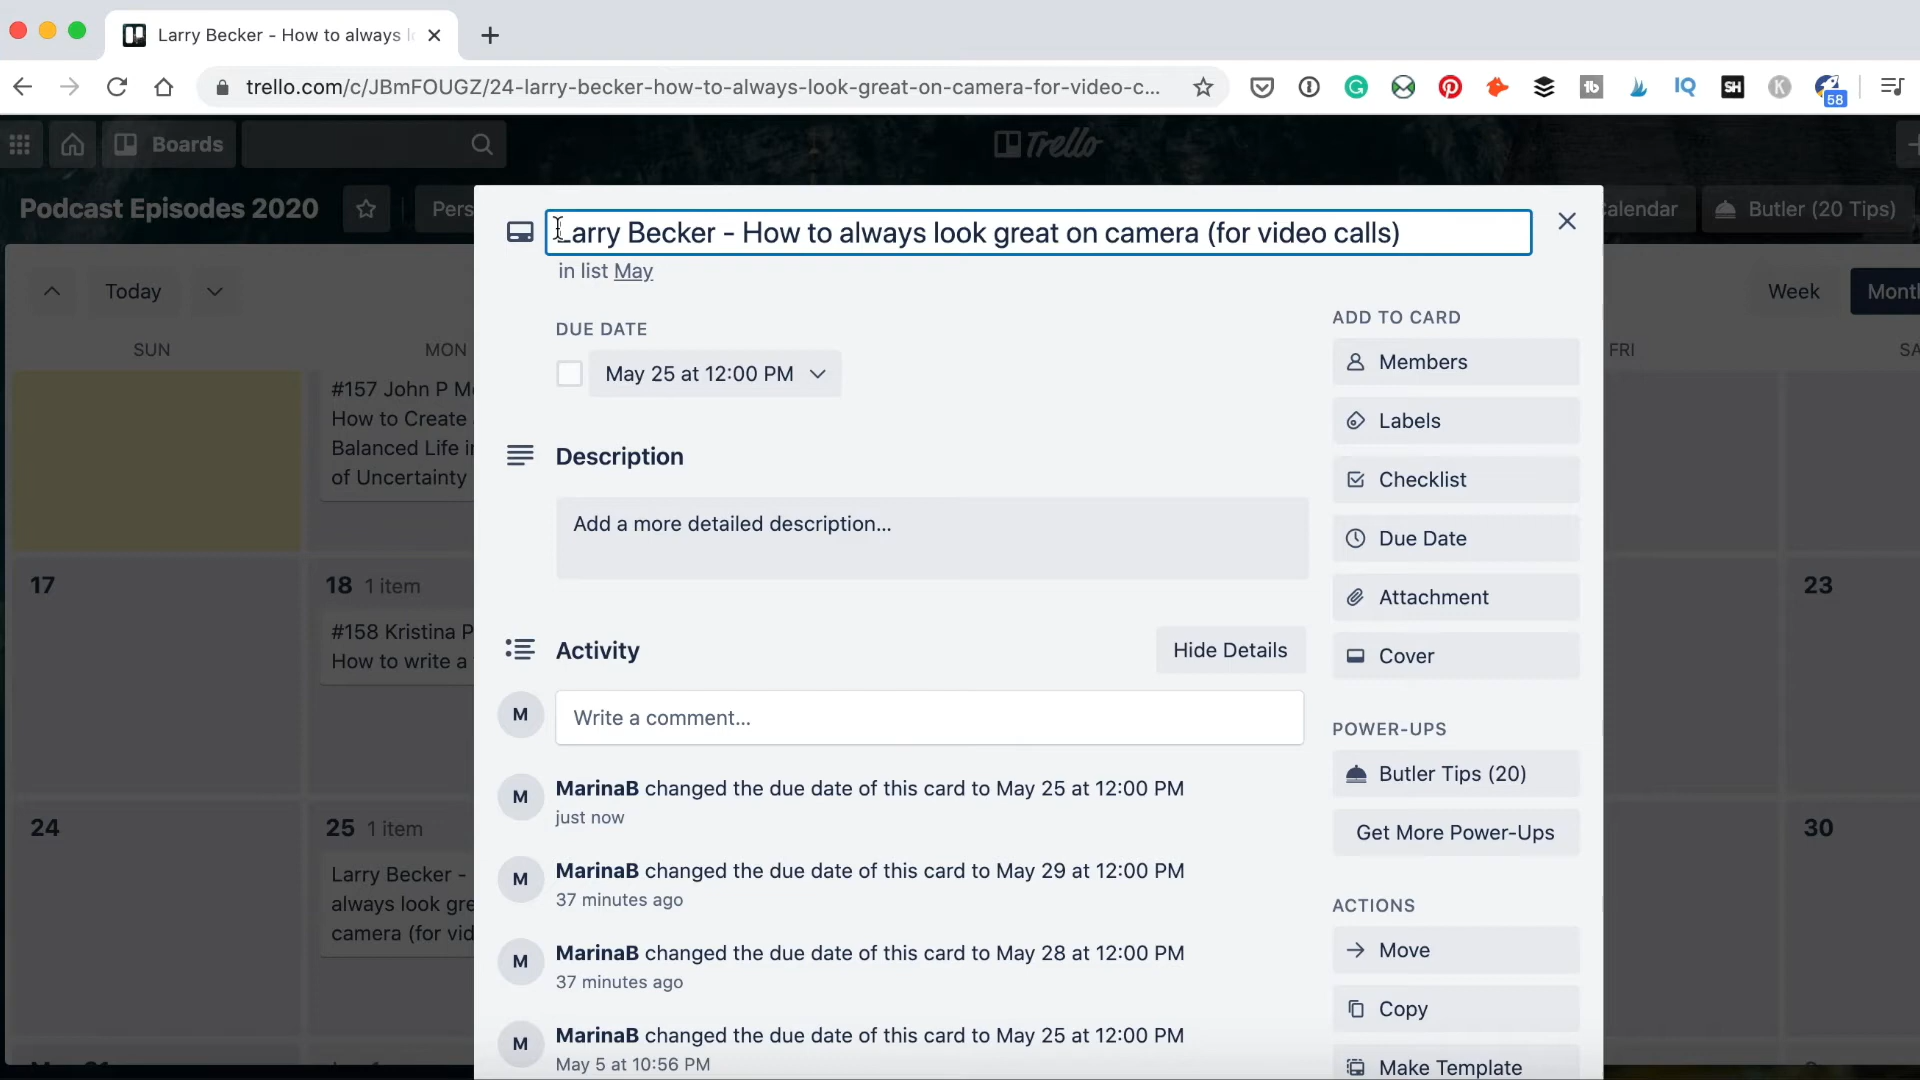 Larry Becker - How to always l
trello.com/c/JBmFOUGZ/24-larry-becker-how-to-always-look-great-on-camera-for-video-c...
tb
IQ
SH
K
58
Boards
Trello
Podcast Episodes 2020
Pers
Calendar
Butler (20 Tips)
Larry Becker - How to always look great on camera (for video calls)
in list May
Today
Week
Month
SUN
MON
FRI
SA
DUE DATE
May 25 at 12:00 PM
Description
Add a more detailed description...
Activity
Hide Details
M
Write a comment...
M
MarinaB changed the due date of this card to May 25 at 12:00 PM
just now
M
MarinaB changed the due date of this card to May 29 at 12:00 PM
37 minutes ago
M
MarinaB changed the due date of this card to May 28 at 12:00 PM
37 minutes ago
M
MarinaB changed the due date of this card to May 25 at 12:00 PM
May 5 at 10:56 PM
ADD TO CARD
Members
Labels
Checklist
Due Date
Attachment
Cover
POWER-UPS
Butler Tips (20)
Get More Power-Ups
ACTIONS
Move
Copy
Make Template
#157 John P M
How to Create
Balanced Life i
of Uncertainty
17
18 1 item
#158 Kristina P
How to write a
23
24
25 1 item
Larry Becker -
always look gre
camera (for vid
30